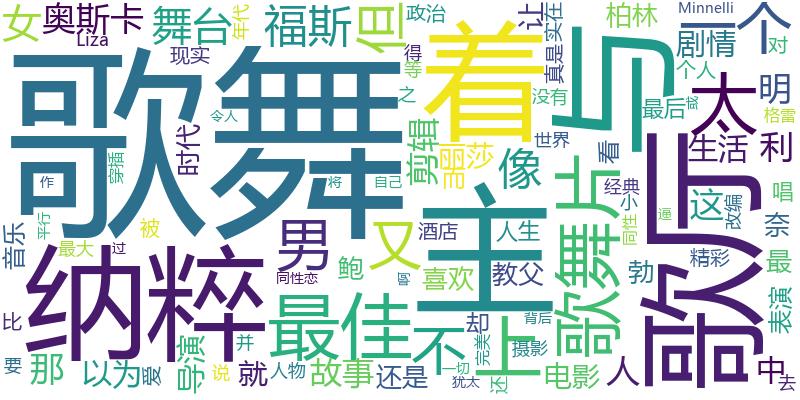 女
奥斯卡
Liza
舞台
年代
福斯
但
政治
得
等
之
让
真是
实在
柏林
Minnelli
一个
剧情
对
个人
现实
歌舞
时代
令人
穿插
作
将
自己
着
剪辑
丽莎
而
与
没有
世界
最后
太
明
格雷
生活
利
看
像
经典
小
这
改编
唱
奈
同性
逼
歌厅
歌舞片
主
音乐
平行
最大
过
被
纳粹
男
同性恋
鲍
又
酒店
人生
喜欢
教父
勃
精彩
最
表演
比
要
那
以为
爱
导演
说
并
就
人物
最佳
故事
还是
不
却
一切
犹太
完美
还
上
背后
摄影
电影
人
中
去